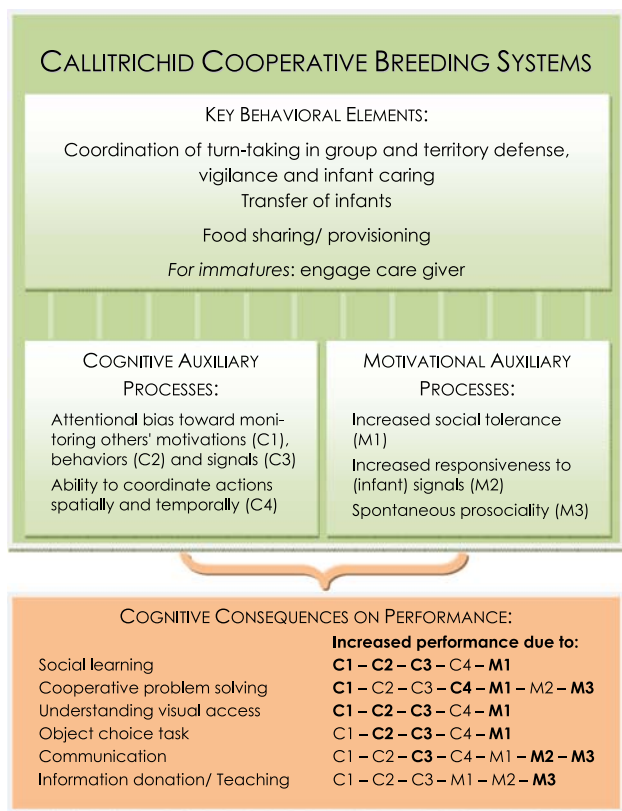 CALLITRICHID COOPERATIVE BREEDING SYSTEMS
KEY BEHAVIORAL ELEMENTS:
Coordination of turn-taking in group and territory defense,
vigilance and infant caring
Transfer of infants
Food sharing/ provisioning
For immatures: engage care giver
COGNITIVE AUXILIARY
PROCESSES:
Attentional bias toward moni-
toring others' motivations (C1),
behaviors (C2) and signals (C3)
Ability to coordinate actions
spatially and temporally (C4)
MOTIVATIONAL AUXILIARY
PROCESSES:
Increased social tolerance
(M1)
Increased responsiveness to
(infant) signals (M2)
Spontaneous prosociality (M3)
COGNITIVE CONSEQUENCES ON PERFORMANCE:
Increased performance due to:
Social learning C1 – C2 – C3 – C4 – M1
Cooperative problem solving C1 – C2 – C3 – C4 – M1 – M2 – M3
Understanding visual access C1 – C2 – C3 – C4 – M1
Object choice task C1 – C2 – C3 – C4 – M1
Communication C1 – C2 – C3 – C4 – M1 – M2 – M3
Information donation/ Teaching C1 – C2 – C3 – M1 – M2 – M3